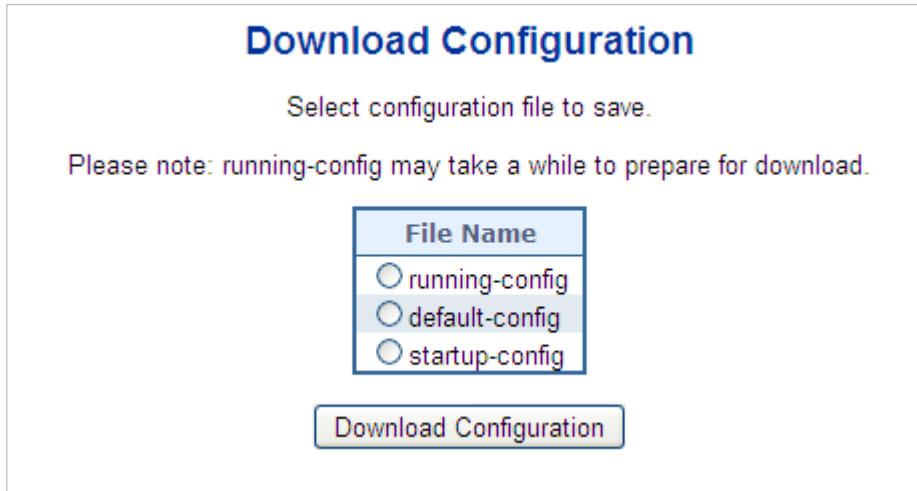 Download Configuration
Select configuration file to save.
Please note: running-config may take a while to prepare for download.
File Name
running-config
default-config
startup-config
Download Configuration